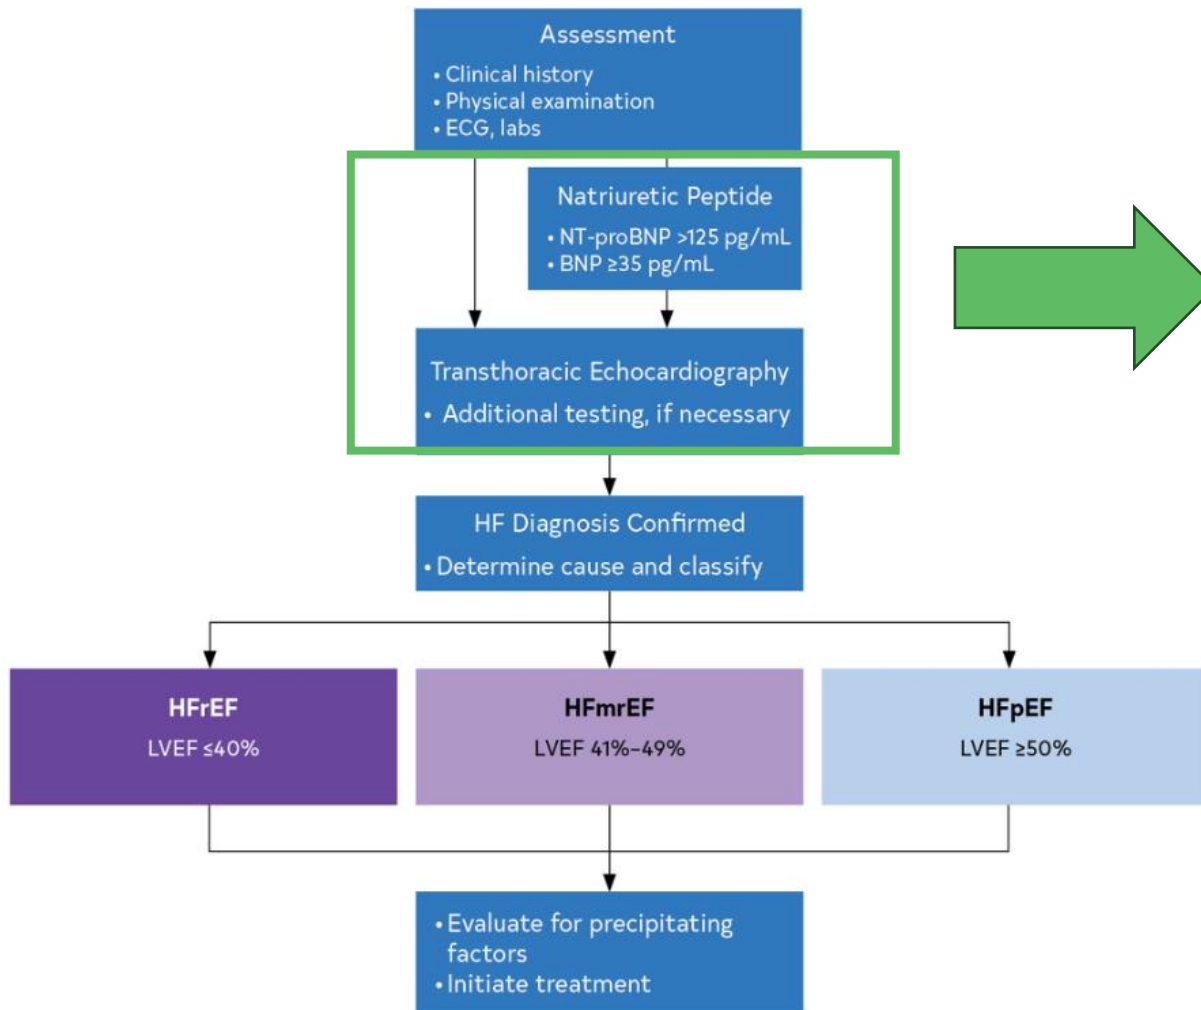 Assessment
• Clinical history
• Physical examination
• ECG, labs
Natriuretic Peptide
• NT-proBNP >125 pg/mL
• BNP ≥35 pg/mL
Transthoracic Echocardiography
• Additional testing, if necessary
HF Diagnosis Confirmed
• Determine cause and classify
HFrEF
LVEF ≤40%
HFmrEF
LVEF 41%–49%
HFpEF
LVEF ≥50%
• Evaluate for precipitating
factors
• Initiate treatment